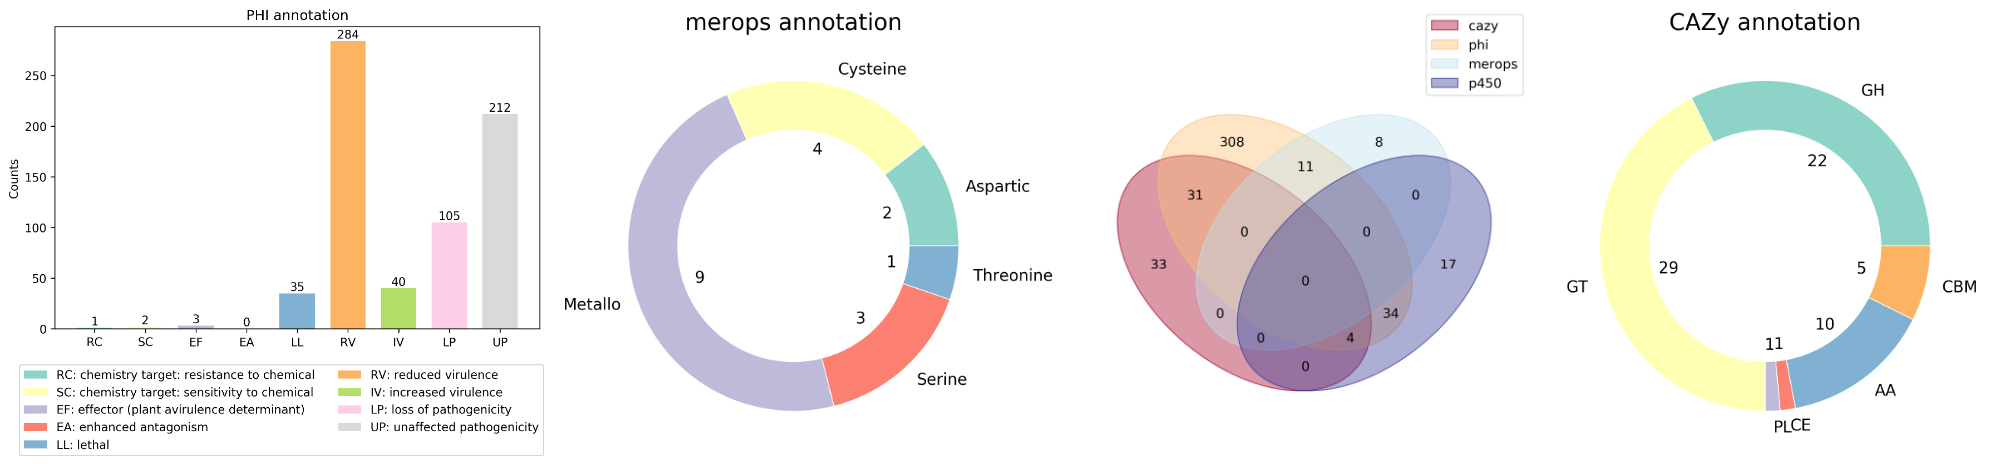 PHI annotation
Counts
250
200
150
100
50
0
1
2
3
0
35
284
40
105
212
RC
SC
EF
EA
LL
RV
IV
LP
UP
RC: chemistry target: resistance to chemical
SC: chemistry target: sensitivity to chemical
EF: effector (plant avirulence determinant)
EA: enhanced antagonism
LL: lethal
RV: reduced virulence
IV: increased virulence
LP: loss of pathogenicity
UP: unaffected pathogenicity
merops annotation
Cysteine
Aspartic
Threonine
Serine
Metallo
4
2
1
3
9
cazy
phi
merops
p450
308
8
11
31
0
0
0
33
17
0
0
34
0
4
0
CAZy annotation
GH
GT
CBM
AA
CE
PL
22
29
5
10
1
1